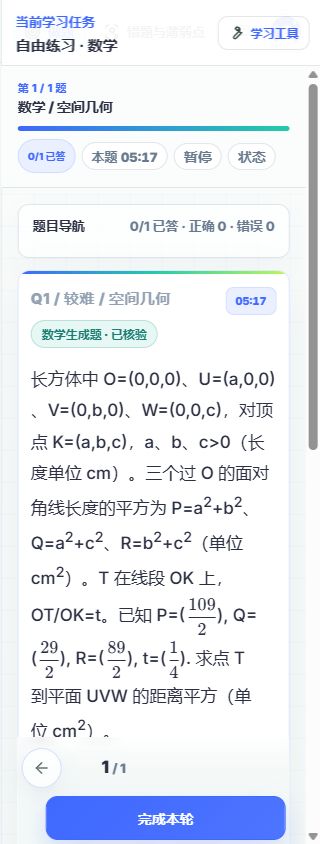 当前学习任务
错题与薄弱点
自由练习 · 数学
学习工具
第 1 / 1 题
数学 / 空间几何
0/1 已答
本题 05:17
暂停
状态
题目导航
0/1 已答 · 正确 0 · 错误 0
Q1 / 较难 / 空间几何
05:17
数学生成题 · 已核验
长方体中 O=(0,0,0)、U=(a,0,0)
、V=(0,b,0)、W=(0,0,c)，对顶
点 K=(a,b,c)，a、b、c>0（长
度单位 cm）。三个过 O 的面对
角线长度的平方为 P=a²+b²、
Q=a²+c²、R=b²+c²（单位
cm²）。T 在线段 OK 上，
OT/OK=t。已知 P=(109/2), Q=
(29/2), R=(89/2), t=(1/4). 求点 T
到平面 UVW 的距离平方（单
位 cm²）。
1 / 1
完成本轮